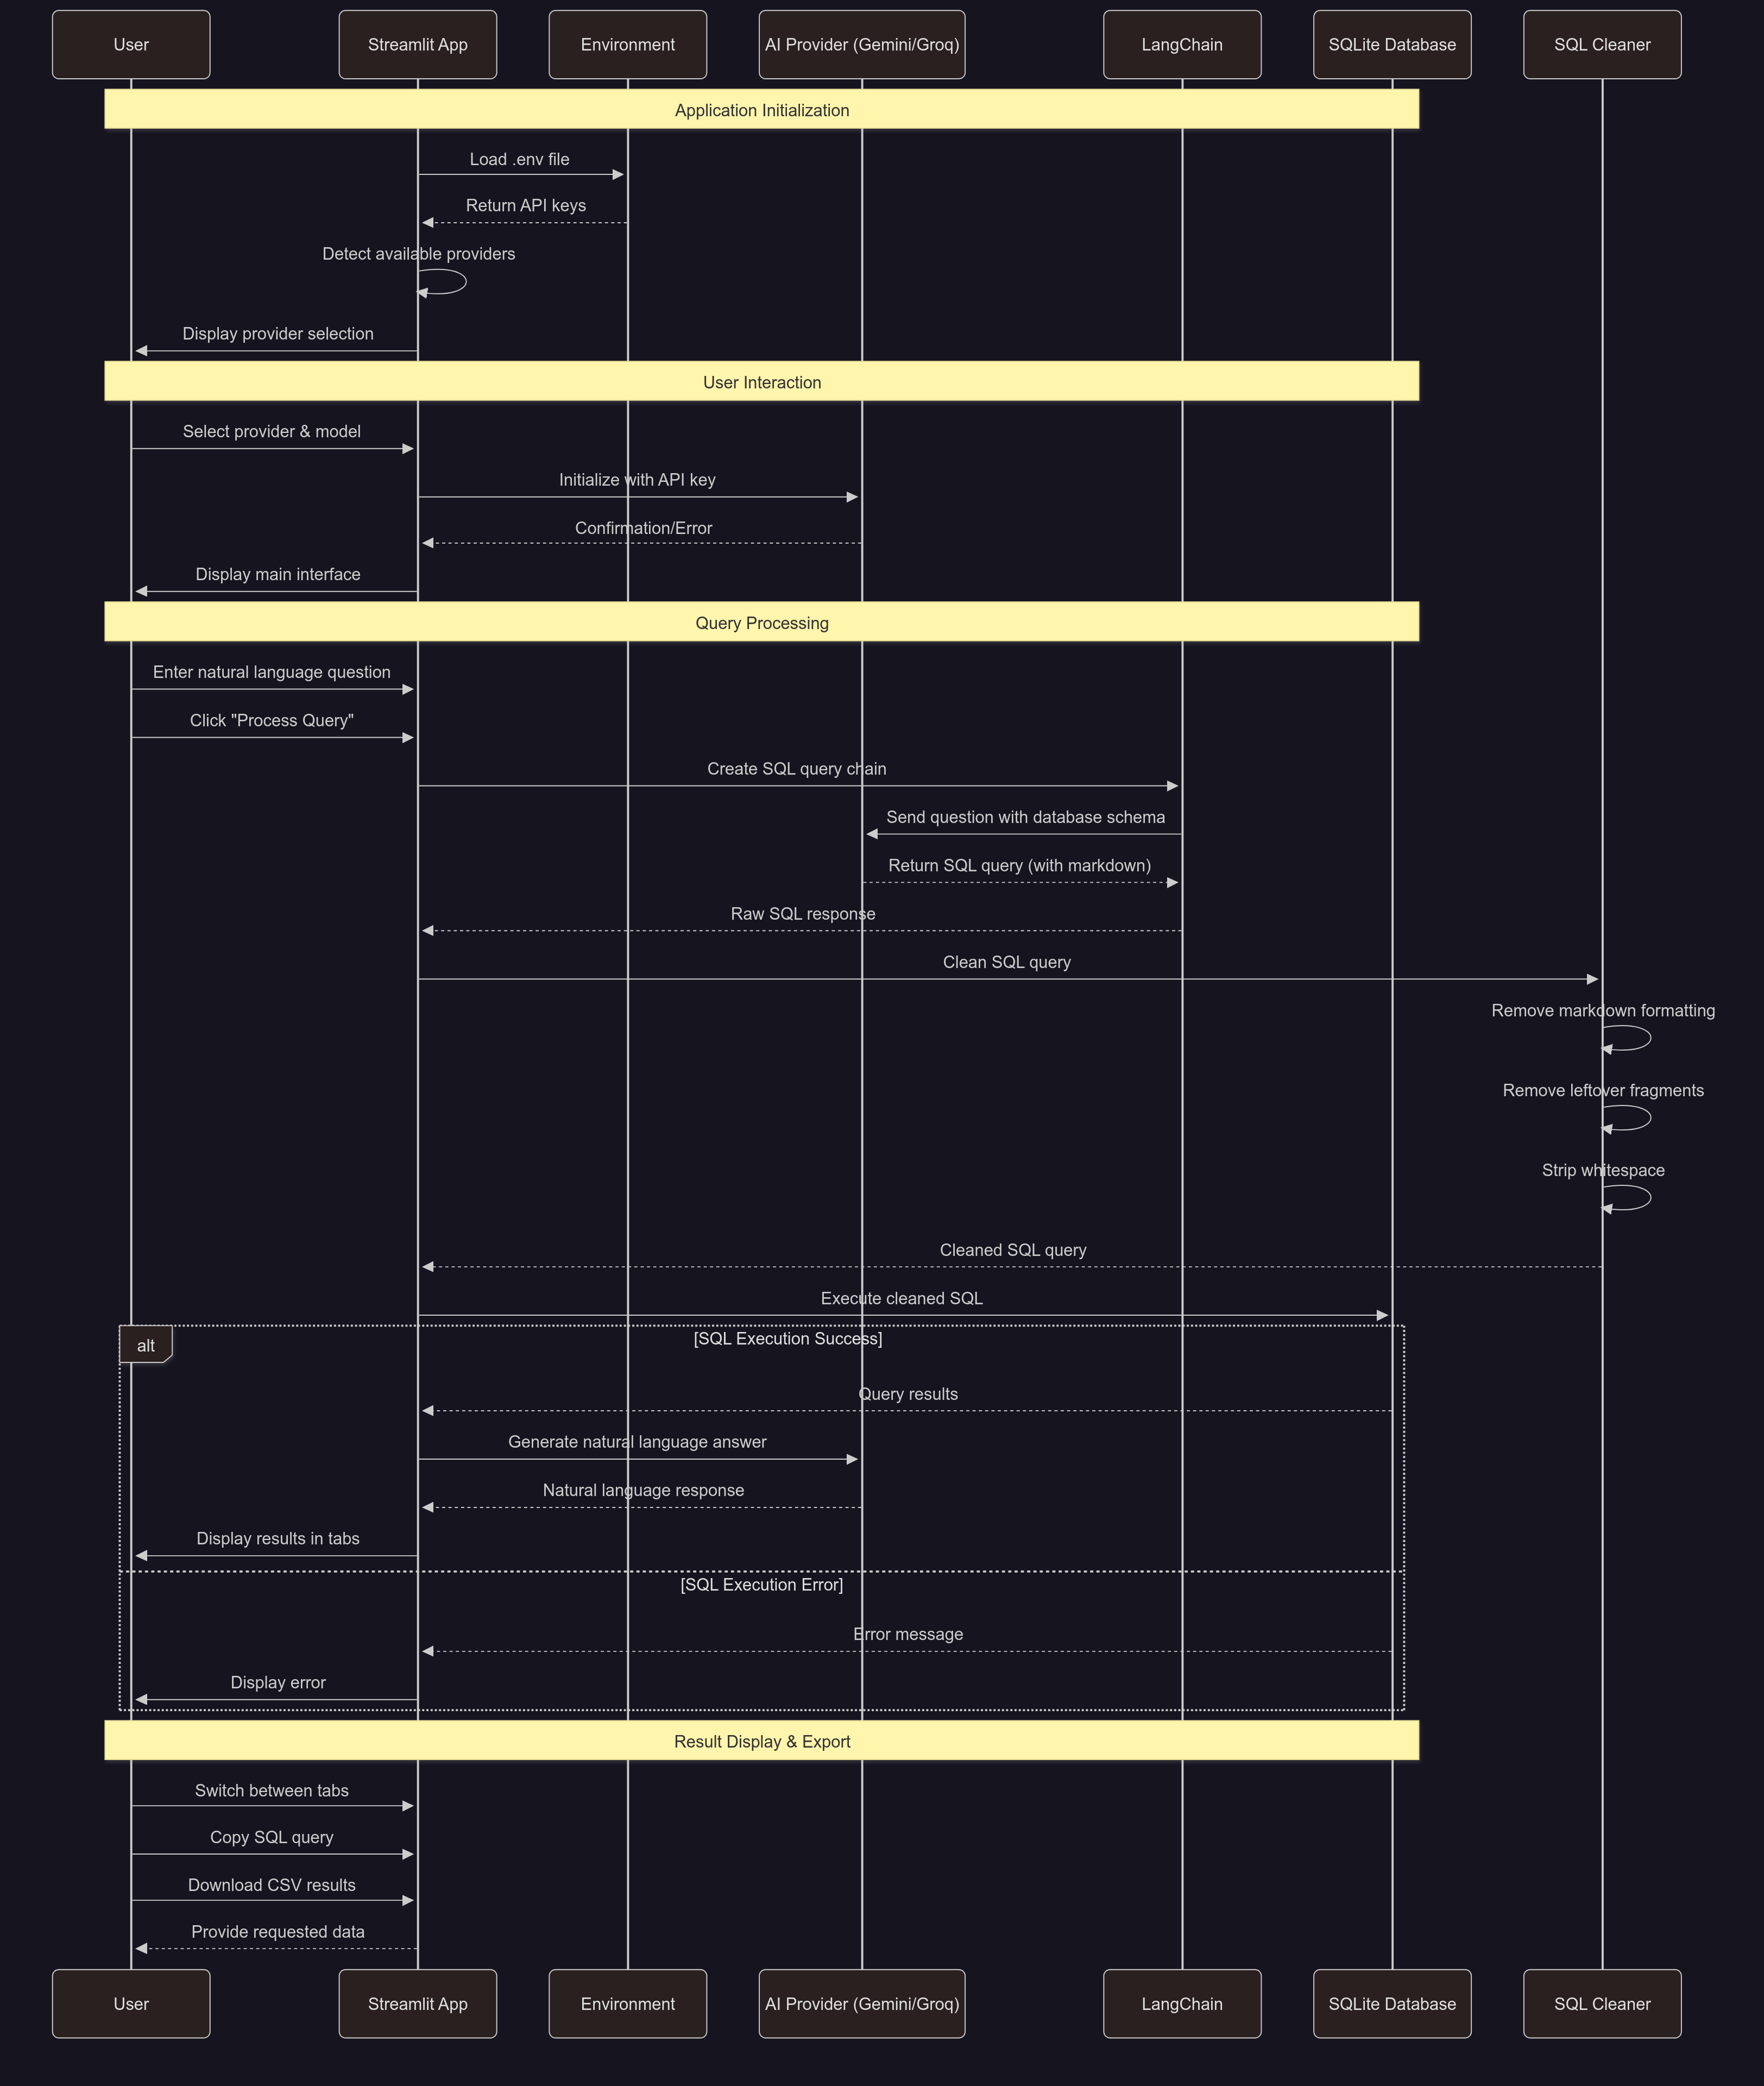 User
Streamlit App
Environment
AI Provider (Gemini/Groq)
LangChain
SQLite Database
SQL Cleaner
Application Initialization
Load .env file
Return API keys
Detect available providers
Display provider selection
User Interaction
Select provider & model
Initialize with API key
Confirmation/Error
Display main interface
Query Processing
Enter natural language question
Click "Process Query"
Create SQL query chain
Send question with database schema
Return SQL query (with markdown)
Raw SQL response
Clean SQL query
Remove markdown formatting
Remove leftover fragments
Strip whitespace
Cleaned SQL query
Execute cleaned SQL
alt
[SQL Execution Success]
Query results
Generate natural language answer
Natural language response
Display results in tabs
[SQL Execution Error]
Error message
Display error
Result Display & Export
Switch between tabs
Copy SQL query
Download CSV results
Provide requested data
User
Streamlit App
Environment
AI Provider (Gemini/Groq)
LangChain
SQLite Database
SQL Cleaner